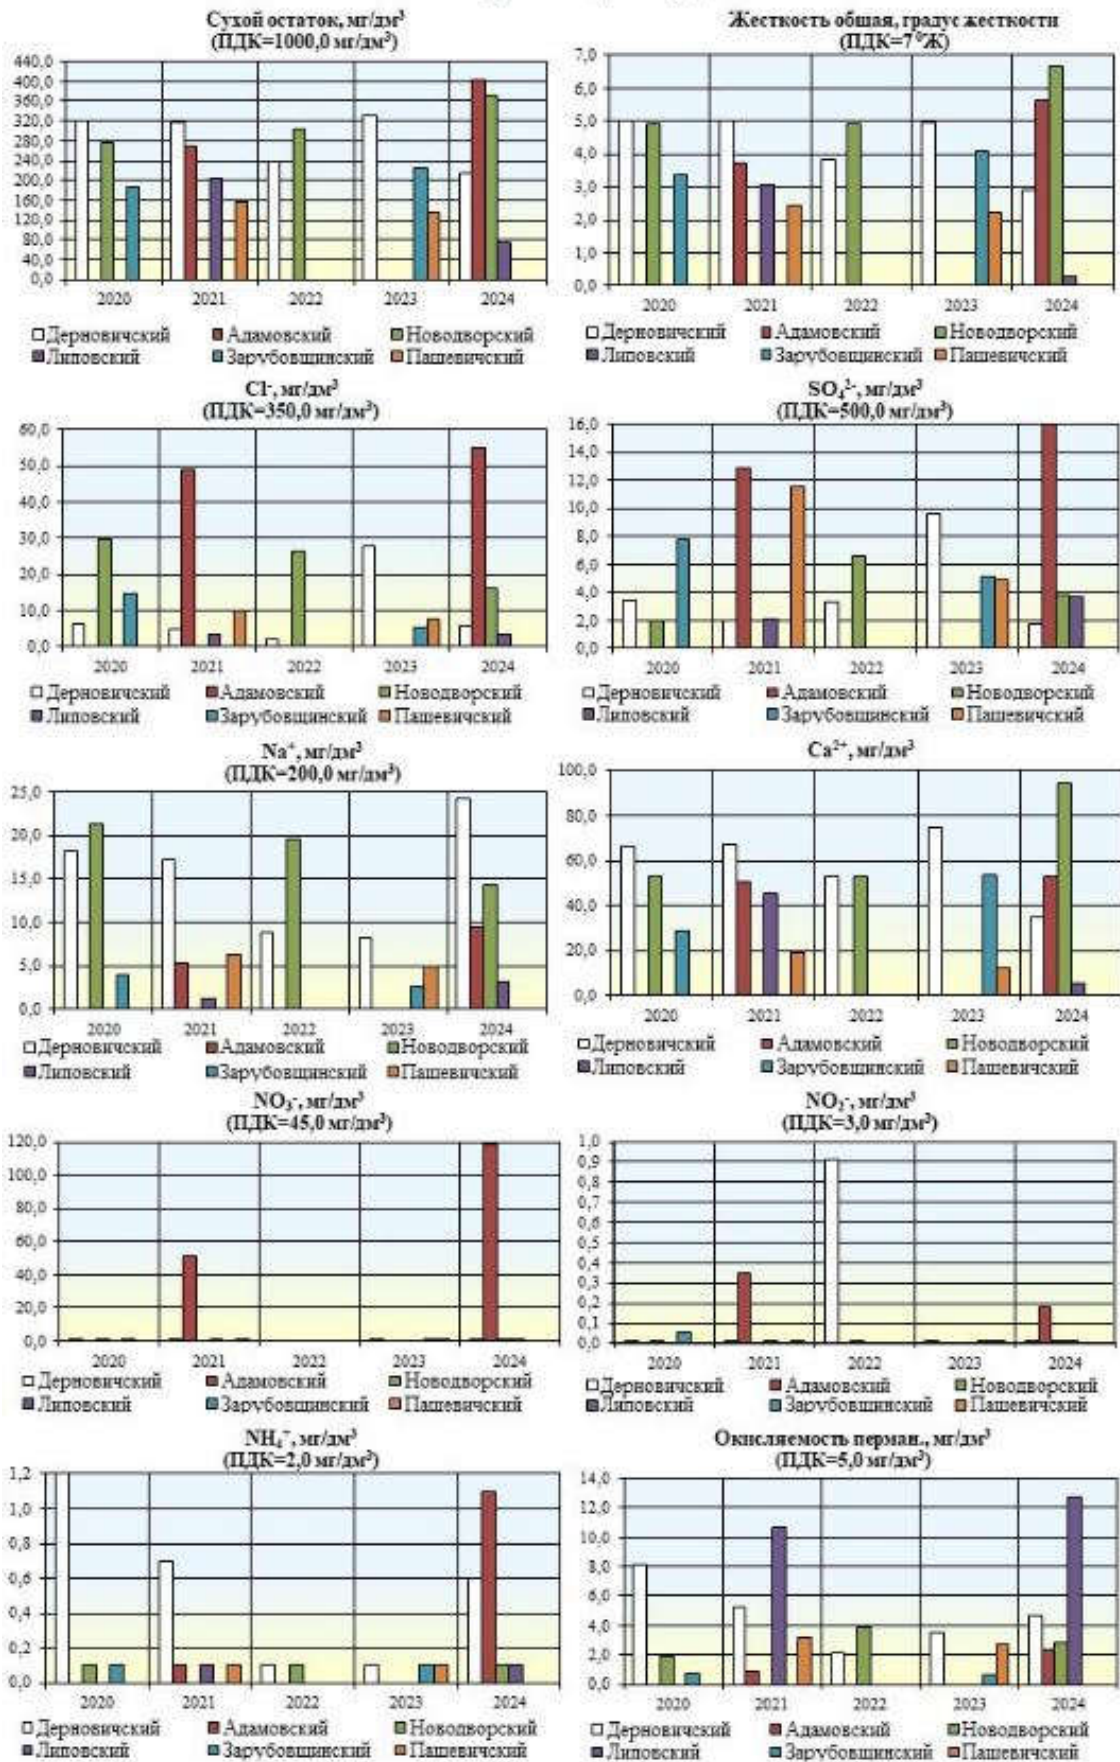 Сухой остаток, мг/дм³
(ПДК=1000,0 мг/дм³)
440,0
400,0
360,0
320,0
280,0
240,0
200,0
160,0
120,0
80,0
40,0
0,0
2020 2021 2022 2023 2024
Дерновичский Адамовский Новодворский
Липовский Зарубовщинский Пашевичский
Жесткость общая, градус жесткости
(ПДК=7⁰Ж)
7,0
6,0
5,0
4,0
3,0
2,0
1,0
0,0
2020 2021 2022 2023 2024
Дерновичский Адамовский Новодворский
Липовский Зарубовщинский Пашевичский
Cl⁻, мг/дм³
(ПДК=350,0 мг/дм³)
60,0
50,0
40,0
30,0
20,0
10,0
0,0
2020 2021 2022 2023 2024
Дерновичский Адамовский Новодворский
Липовский Зарубовщинский Пашевичский
SO₄²⁻, мг/дм³
(ПДК=500,0 мг/дм³)
16,0
14,0
12,0
10,0
8,0
6,0
4,0
2,0
0,0
2020 2021 2022 2023 2024
Дерновичский Адамовский Новодворский
Липовский Зарубовщинский Пашевичский
Na⁺, мг/дм³
(ПДК=200,0 мг/дм³)
25,0
20,0
15,0
10,0
5,0
0,0
2020 2021 2022 2023 2024
Дерновичский Адамовский Новодворский
Липовский Зарубовщинский Пашевичский
Ca²⁺, мг/дм³
100,0
80,0
60,0
40,0
20,0
0,0
2020 2021 2022 2023 2024
Дерновичский Адамовский Новодворский
Липовский Зарубовщинский Пашевичский
NO₃⁻, мг/дм³
(ПДК=45,0 мг/дм³)
120,0
100,0
80,0
60,0
40,0
20,0
0,0
2020 2021 2022 2023 2024
Дерновичский Адамовский Новодворский
Липовский Зарубовщинский Пашевичский
NO₂⁻, мг/дм³
(ПДК=3,0 мг/дм³)
1,0
0,9
0,8
0,7
0,6
0,5
0,4
0,3
0,2
0,1
0,0
2020 2021 2022 2023 2024
Дерновичский Адамовский Новодворский
Липовский Зарубовщинский Пашевичский
NH₄⁺, мг/дм³
(ПДК=2,0 мг/дм³)
1,2
1,0
0,8
0,6
0,4
0,2
0,0
2020 2021 2022 2023 2024
Дерновичский Адамовский Новодворский
Липовский Зарубовщинский Пашевичский
Окисляемость перман., мг/дм³
(ПДК=5,0 мг/дм³)
14,0
12,0
10,0
8,0
6,0
4,0
2,0
0,0
2020 2021 2022 2023 2024
Дерновичский Адамовский Новодворский
Липовский Зарубовщинский Пашевичский